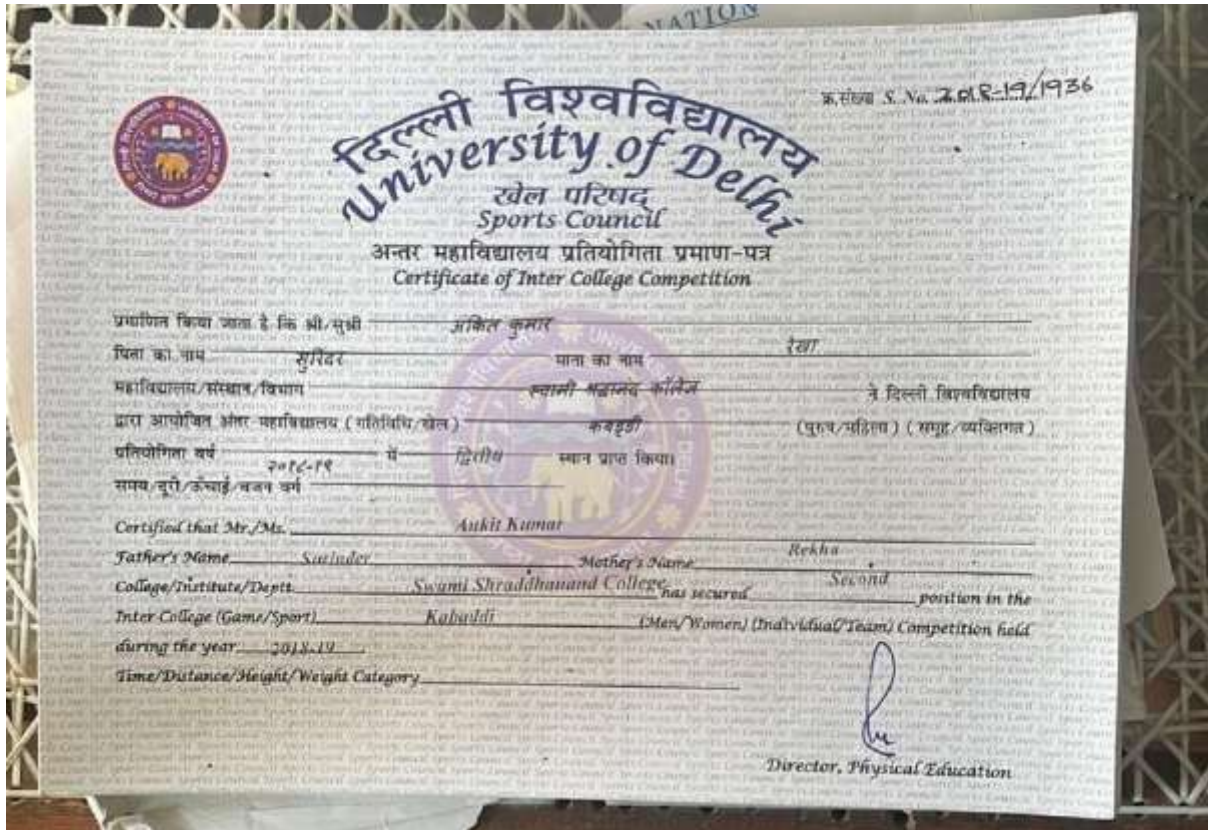 NATION
क्र.संख्या S. No. 2018-19/1936
दिल्ली विश्वविद्यालय
University of Delhi
खेल परिषद्
Sports Council
अन्तर महाविद्यालय प्रतियोगिता प्रमाण-पत्र
Certificate of Inter College Competition
प्रमाणित किया जाता है कि श्री/सुश्री अंकित कुमार
पिता का नाम सुरिंदर माता का नाम रेखा
महाविद्यालय/संस्थान/विभाग स्वामी श्रद्धानंद कॉलेज ने दिल्ली विश्वविद्यालय
द्वारा आयोजित अंतर महाविद्यालय (गतिविधि/खेल) कबड्डी (पुरुष/महिला) (समूह/व्यक्तिगत)
प्रतियोगिता वर्ष २०१८-१९ में द्वितीय स्थान प्राप्त किया।
समय/दूरी/ऊँचाई/वजन वर्ग
Certified that Mr./Ms. Ankit Kumar
Father's Name Surinder Mother's Name Rekha
College/Institute/Deptt. Swami Shraddhanand College has secured Second position in the
Inter College (Game/Sport) Kabaddi (Men/Women) (Individual/Team) Competition held
during the year 2018-19
Time/Distance/Height/Weight Category
Director, Physical Education